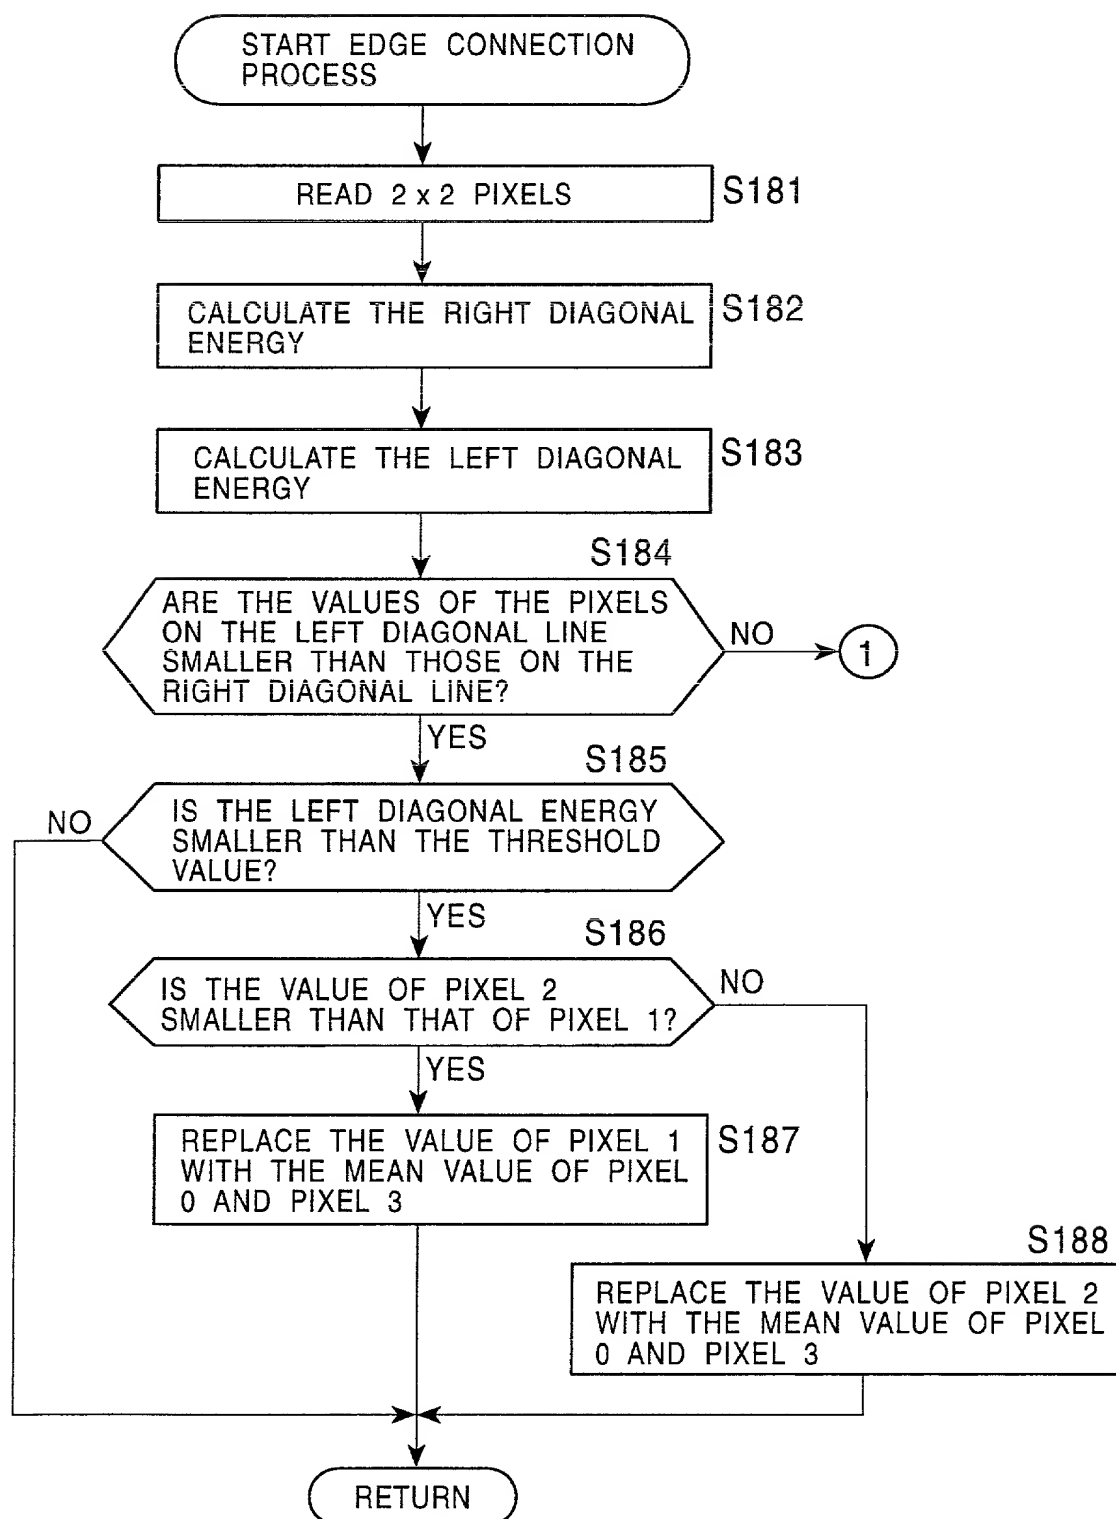 START EDGE CONNECTION
PROCESS
READ 2 x 2 PIXELS
S181
CALCULATE THE RIGHT DIAGONAL
ENERGY
S182
CALCULATE THE LEFT DIAGONAL
ENERGY
S183
S184
ARE THE VALUES OF THE PIXELS
ON THE LEFT DIAGONAL LINE
SMALLER THAN THOSE ON THE
RIGHT DIAGONAL LINE?
NO
1
YES
S185
NO
IS THE LEFT DIAGONAL ENERGY
SMALLER THAN THE THRESHOLD
VALUE?
YES
S186
IS THE VALUE OF PIXEL 2
SMALLER THAN THAT OF PIXEL 1?
NO
YES
REPLACE THE VALUE OF PIXEL 1
WITH THE MEAN VALUE OF PIXEL
0 AND PIXEL 3
S187
S188
REPLACE THE VALUE OF PIXEL 2
WITH THE MEAN VALUE OF PIXEL
0 AND PIXEL 3
RETURN